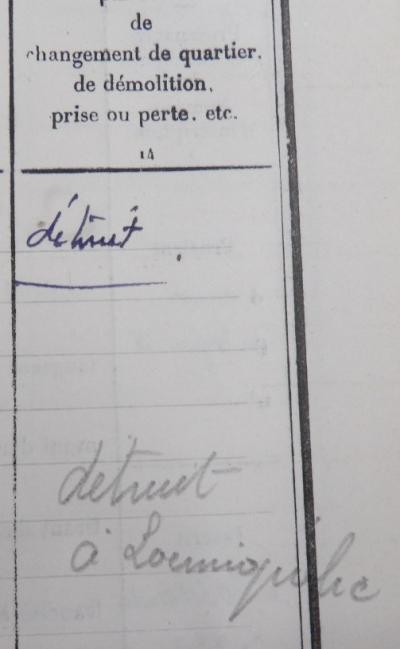 de
changement de quartier.
de démolition,
prise ou perte, etc.
14
détruit
détruit
à Locmiquélic